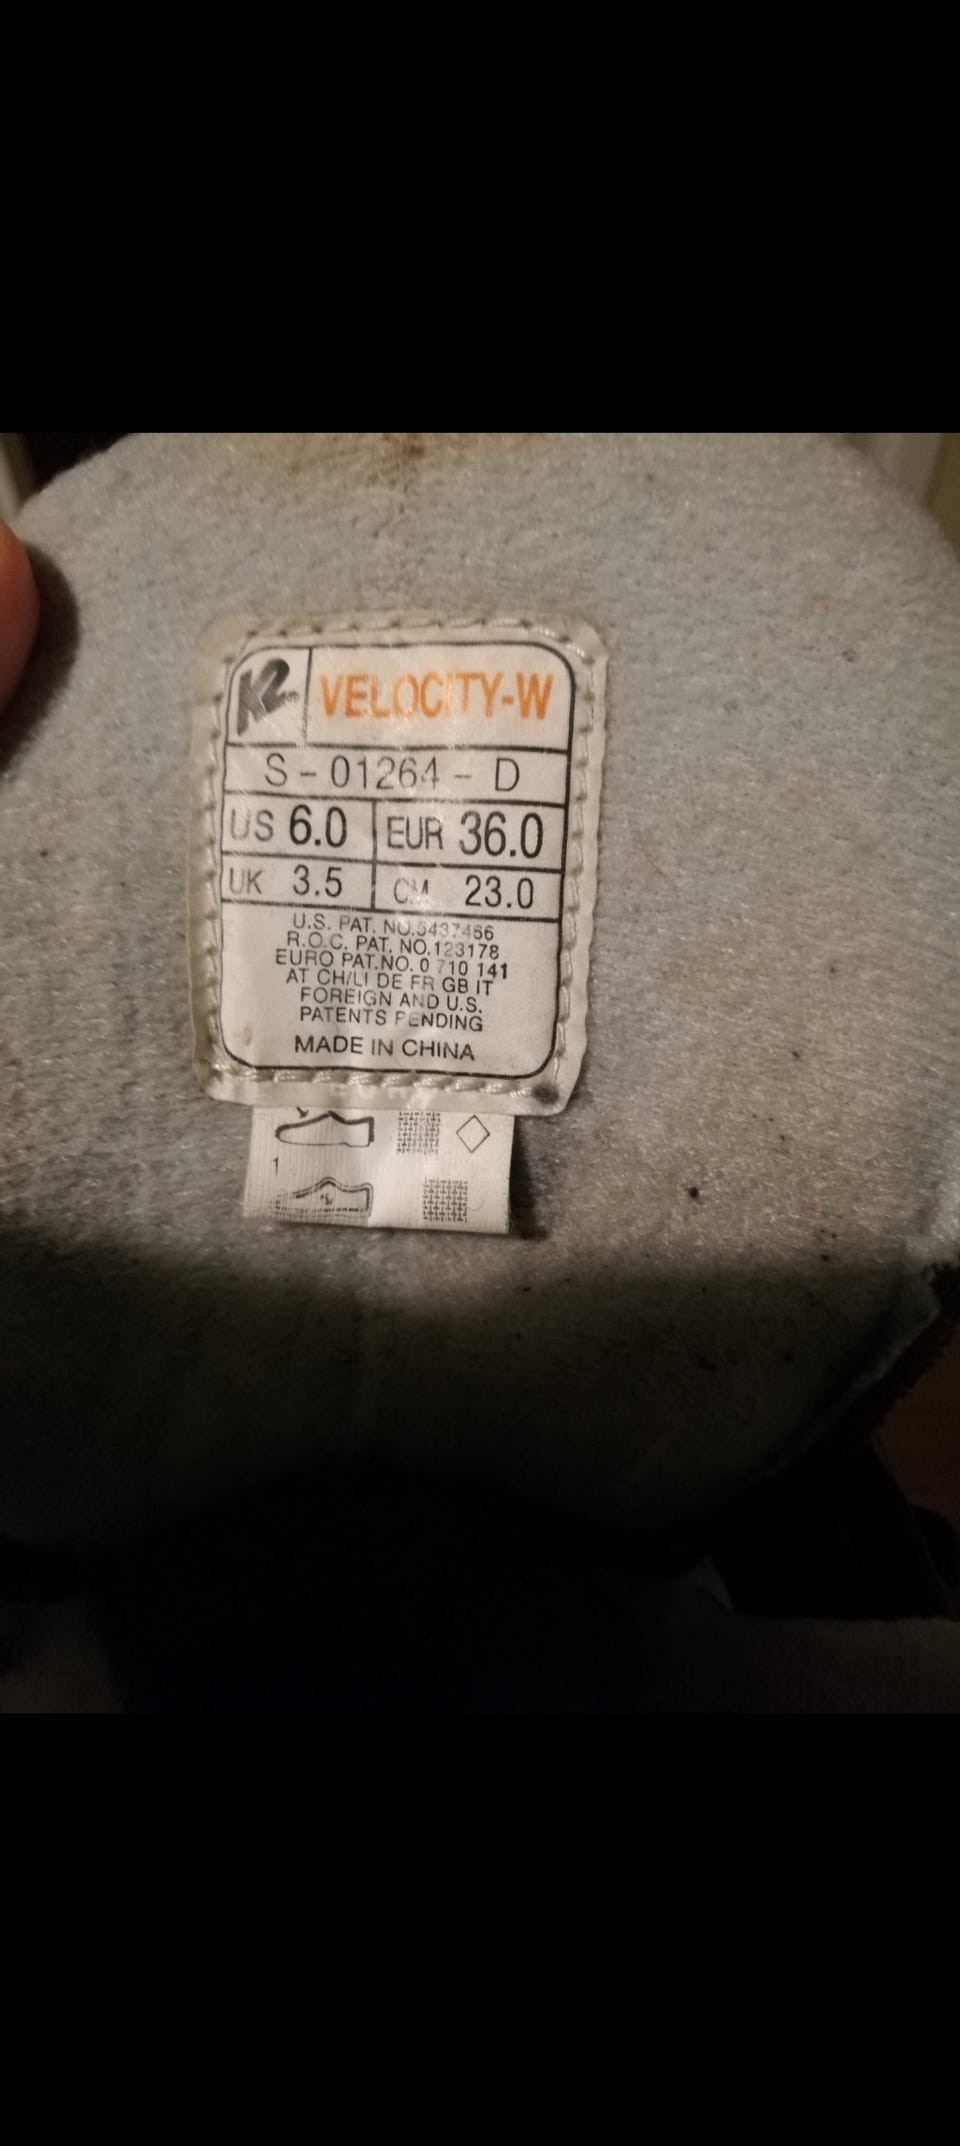 K2 VELOCITY-W
S - 01264 - D
US 6.0 EUR 36.0
UK 3.5 CM 23.0
U.S. PAT. NO.5437466
R.O.C. PAT. NO.123178
EURO PAT.NO. 0 710 141
AT CH/LI DE FR GB IT
FOREIGN AND U.S.
PATENTS PENDING
MADE IN CHINA
1